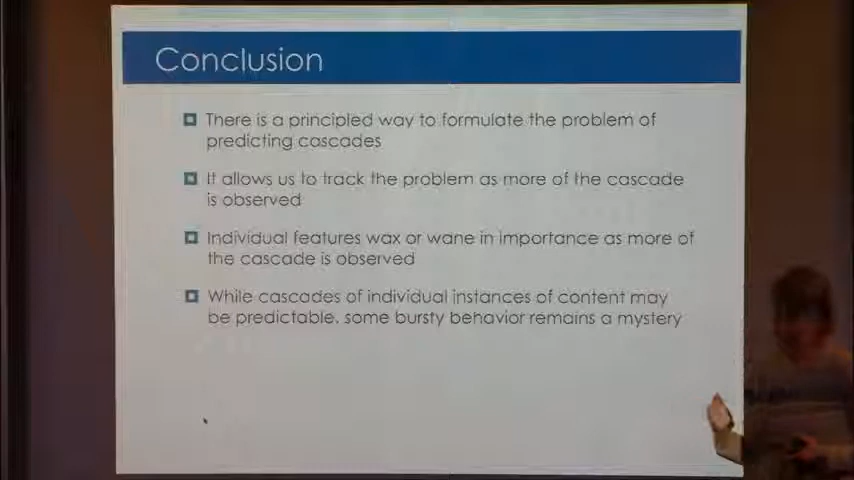 Conclusion
There is a principled way to formulate the problem of
predicting cascades
It allows us to track the problem as more of the cascade
is observed
Individual features wax or wane in importance as more of
the cascade is observed
While cascades of individual instances of content may
be predictable, some bursty behavior remains a mystery